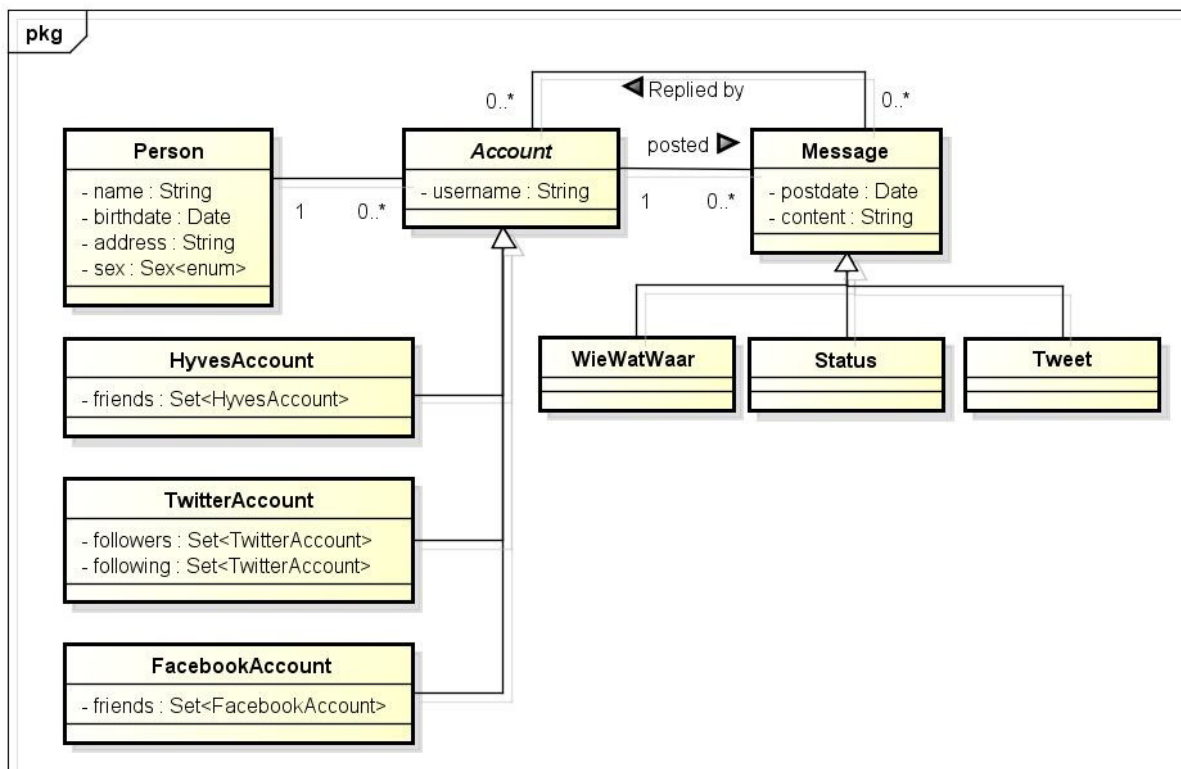 pkg
0..*
Replied by
0..*
Person
- name : String
- birthdate : Date
- address : String
- sex : Sex<enum>
1
0..*
Account
- username : String
posted
1
0..*
Message
- postdate : Date
- content : String
HyvesAccount
- friends : Set<HyvesAccount>
WieWatWaar
Status
Tweet
TwitterAccount
- followers : Set<TwitterAccount>
- following : Set<TwitterAccount>
FacebookAccount
- friends : Set<FacebookAccount>